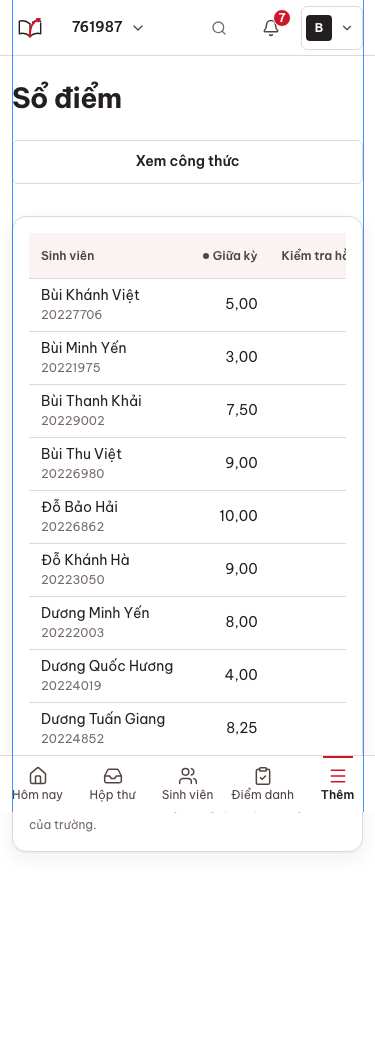 761987
7
B
Sổ điểm
Xem công thức
Sinh viên
Giữa kỳ
Kiểm tra
Bùi Khánh Việt
20227706
5,00
Bùi Minh Yến
20221975
3,00
Bùi Thanh Khải
20229002
7,50
Bùi Thu Việt
20226980
9,00
Đỗ Bảo Hải
20226862
10,00
Đỗ Khánh Hà
20223050
9,00
Dương Minh Yến
20222003
8,00
Dương Quốc Hương
20224019
4,00
Dương Tuấn Giang
20224852
8,25
Hôm nay
Hộp thư
Sinh viên
Điểm danh
Thêm
của trường.